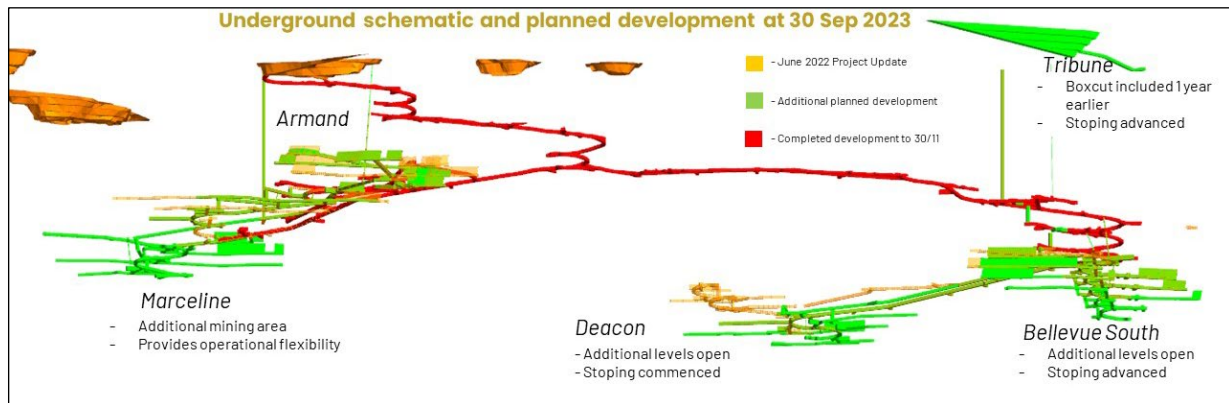 Underground schematic and planned development at 30 Sep 2023
- June 2022 Project Update
- Additional planned development
- Completed development to 30/11
Tribune
- Boxcut included 1 year
earlier
- Stoping advanced
Armand
Marceline
- Additional mining area
- Provides operational flexibility
Deacon
- Additional levels open
- Stoping commenced
Bellevue South
- Additional levels open
- Stoping advanced